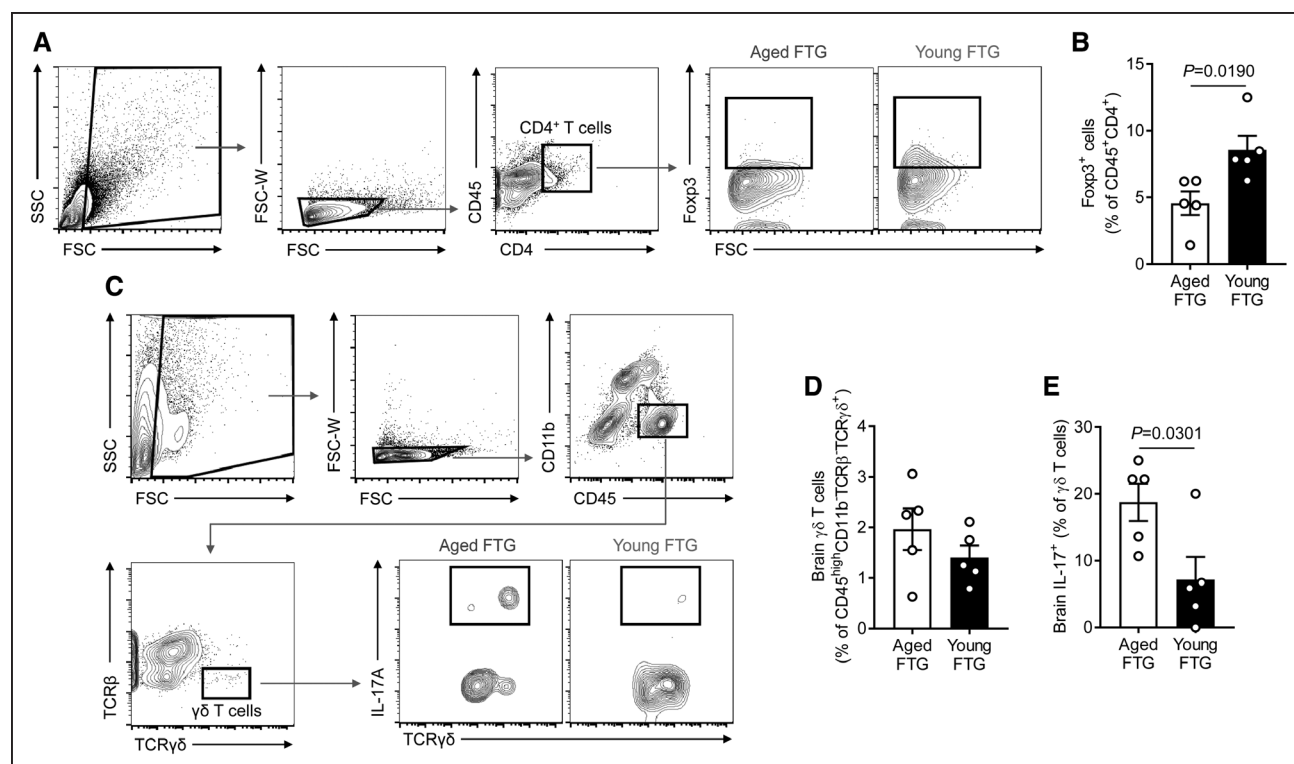 A
SSC
FSC
FSC-W
FSC
CD45
CD4⁺ T cells
CD4
Aged FTG
Young FTG
Foxp3
FSC
B
Foxp3⁺ cells
(% of CD45⁺CD4⁺)
15
10
5
0
P=0.0190
Aged
FTG
Young
FTG
C
SSC
FSC
FSC-W
FSC
CD11b
CD45
TCRβ
γδ T cells
TCRγδ
Aged FTG
Young FTG
IL-17A
TCRγδ
D
Brain γδ T cells
(% of CD45ʰⁱᵍʰCD11b⁻TCRβ⁻TCRγδ⁺)
4
3
2
1
0
Aged
FTG
Young
FTG
E
Brain IL-17⁺ (% of γδ T cells)
30
20
10
0
P=0.0301
Aged
FTG
Young
FTG